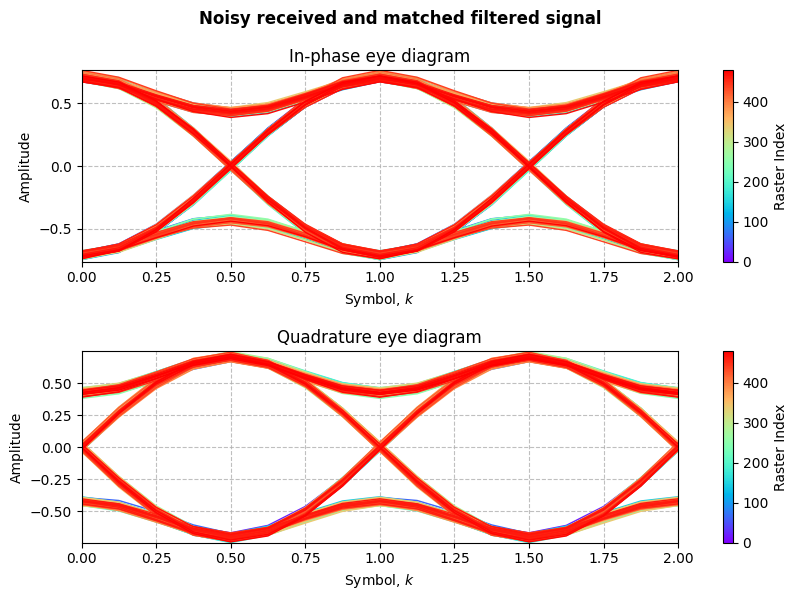 Noisy received and matched filtered signal
In-phase eye diagram
Amplitude
0.5
0.0
−0.5
0.00 0.25 0.50 0.75 1.00 1.25 1.50 1.75 2.00
Symbol, k
400
300
200
100
0
Raster Index
Quadrature eye diagram
Amplitude
0.50
0.25
0.00
−0.25
−0.50
0.00 0.25 0.50 0.75 1.00 1.25 1.50 1.75 2.00
Symbol, k
400
300
200
100
0
Raster Index